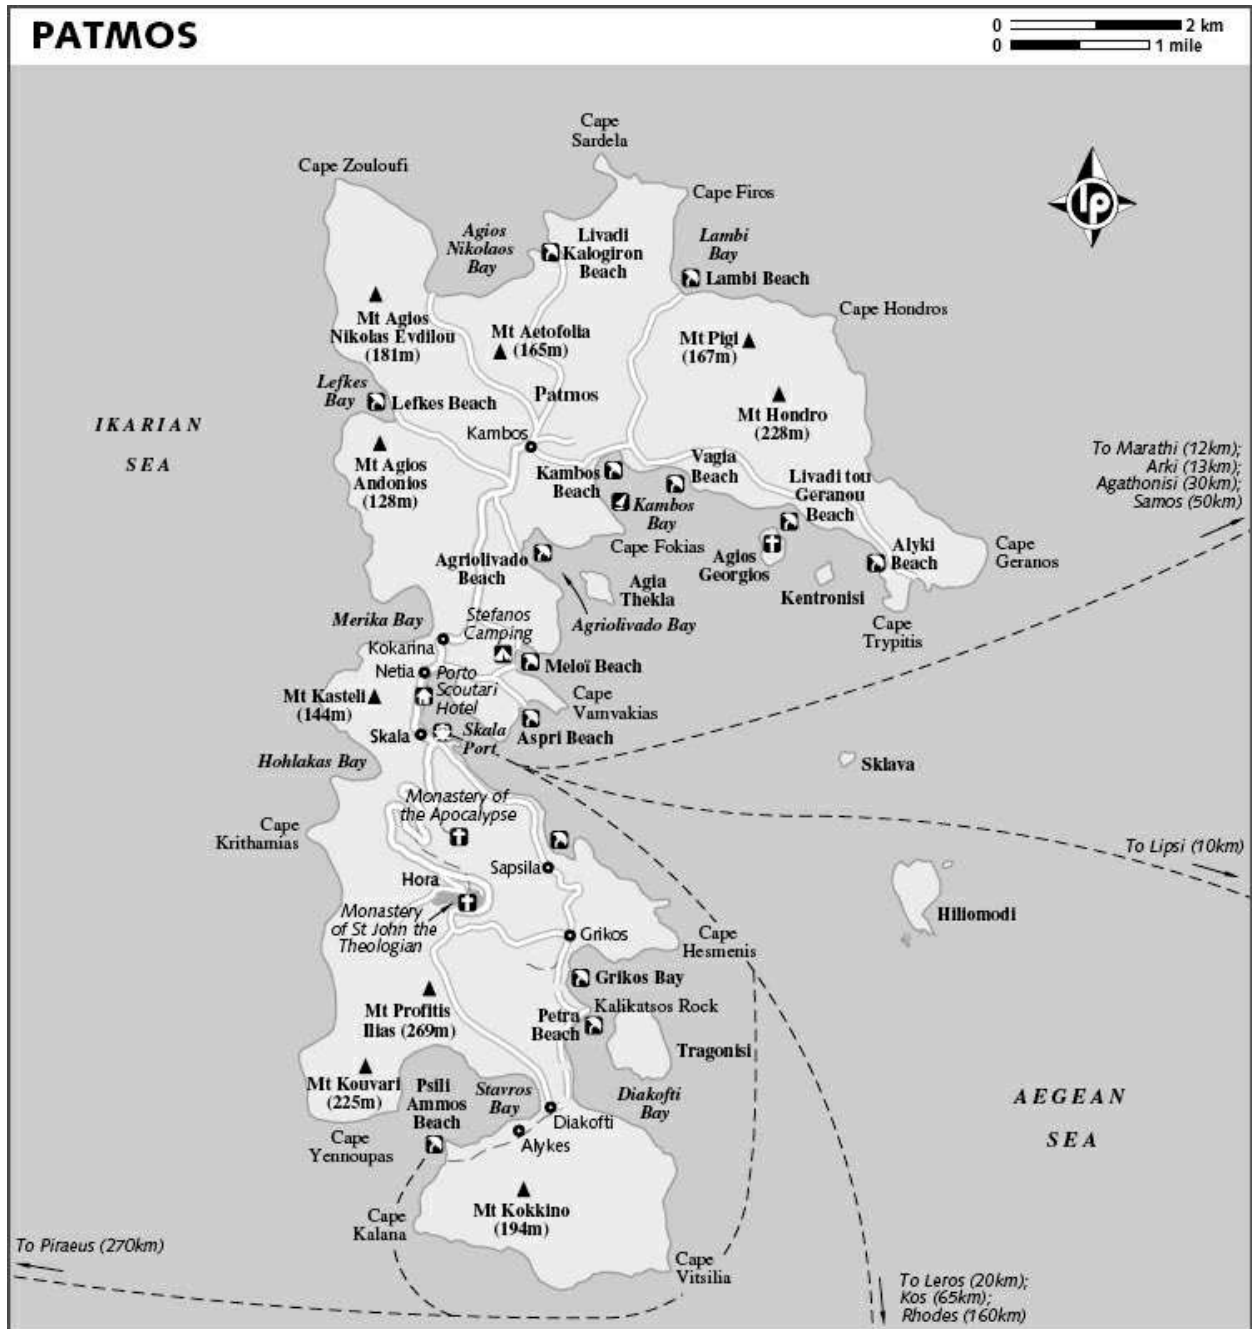 PATMOS
0 2 km
0 1 mile
Cape
Sardela
Cape Zouloufi
Cape Firos
lp
Agios
Nikolaos
Bay
Livadi
Kalogiron
Beach
Lambi
Bay
Lambi Beach
Cape Hondros
Mt Agios
Nikolas Evdilou
(181m)
Mt Aetofolia
(165m)
Mt Pigi
(167m)
Lefkes
Bay
Lefkes Beach
Patmos
Mt Hondro
(228m)
IKARIAN
SEA
Kambos
Mt Agios
Andonios
(128m)
Kambos
Beach
Vagia
Beach
Kambos
Bay
Livadi tou
Geranou
Beach
To Marathi (12km);
Arki (13km);
Agathonisi (30km);
Samos (50km)
Agriolivado
Beach
Cape Fokias
Agios
Georgios
Alyki
Beach
Cape
Geranos
Agia
Thekla
Kentronisi
Merika Bay
Stefanos
Camping
Agriolivado Bay
Cape
Trypitis
Kokarina
Netia
Porto
Scoutari
Hotel
Meloï Beach
Mt Kasteli
(144m)
Cape
Vamvakias
Skala
Skala
Port
Aspri Beach
Hohlakas Bay
Sklava
Monastery of
the Apocalypse
Cape
Krithamias
To Lipsi (10km)
Sapsila
Hora
Monastery
of St John the
Theologian
Hiliomodi
Grikos
Cape
Hesmenis
Grikos Bay
Mt Profitis
Ilias (269m)
Kalikatsos Rock
Petra
Beach
Tragonisi
Mt Kouvari
(225m)
Psili
Ammos
Beach
Stavros
Bay
Diakofti
Bay
Diakofti
AEGEAN
SEA
Cape
Yennoupas
Alykes
Mt Kokkino
(194m)
Cape
Kalana
To Piraeus (270km)
Cape
Vitsilia
To Leros (20km);
Kos (65km);
Rhodes (160km)